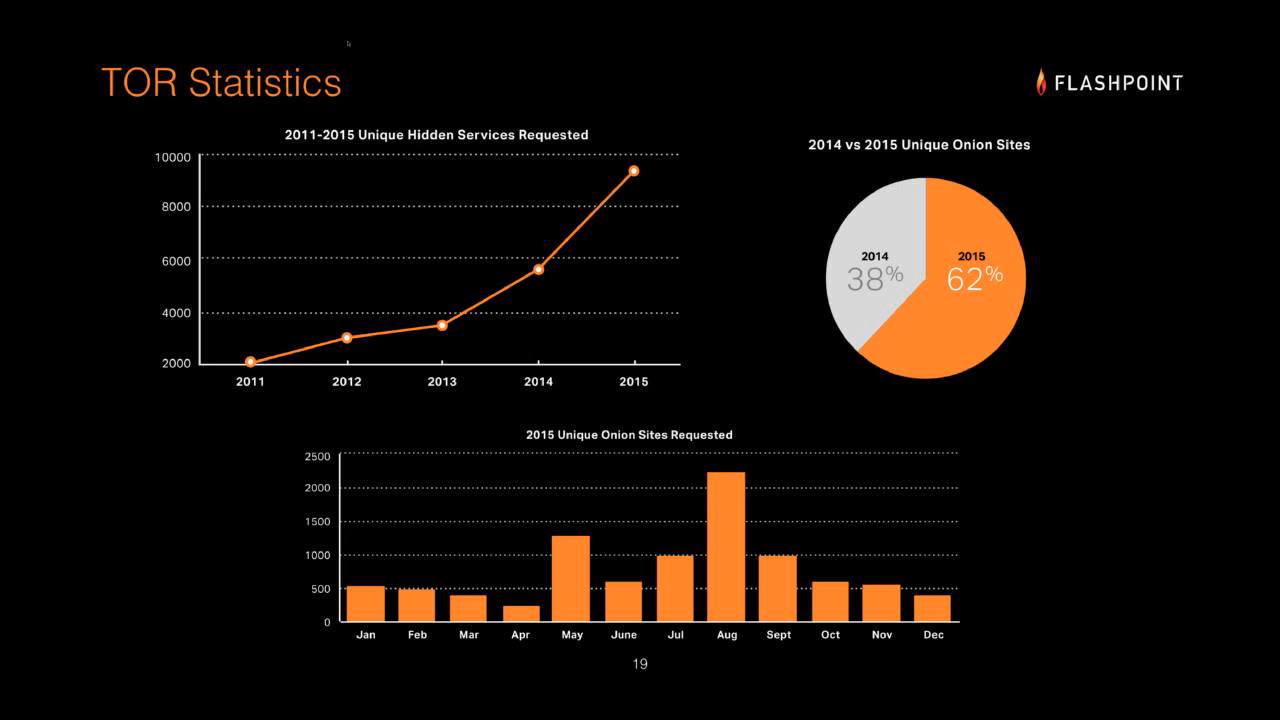 TOR Statistics
FLASHPOINT
2011-2015 Unique Hidden Services Requested
10000
8000
6000
4000
2000
2011 2012 2013 2014 2015
2014 vs 2015 Unique Onion Sites
2014 2015
38% 62%
2015 Unique Onion Sites Requested
2500
2000
1500
1000
500
0
Jan Feb Mar Apr May June Jul Aug Sept Oct Nov Dec
19